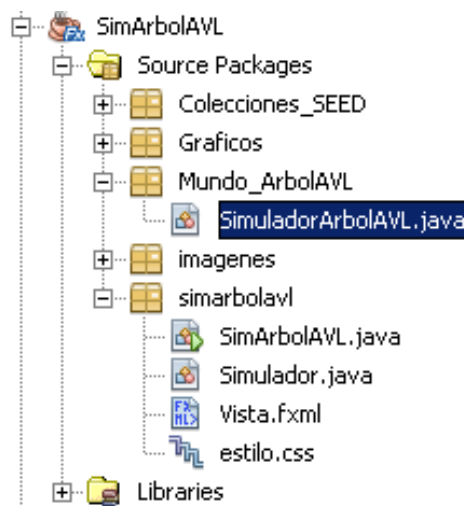 SimArbolAVL
Source Packages
Colecciones_SEED
Graficos
Mundo_ArbolAVL
SimuladorArbolAVL.java
imagenes
simarbolavl
SimArbolAVL.java
Simulador.java
Vista.fxml
estilo.css
Libraries